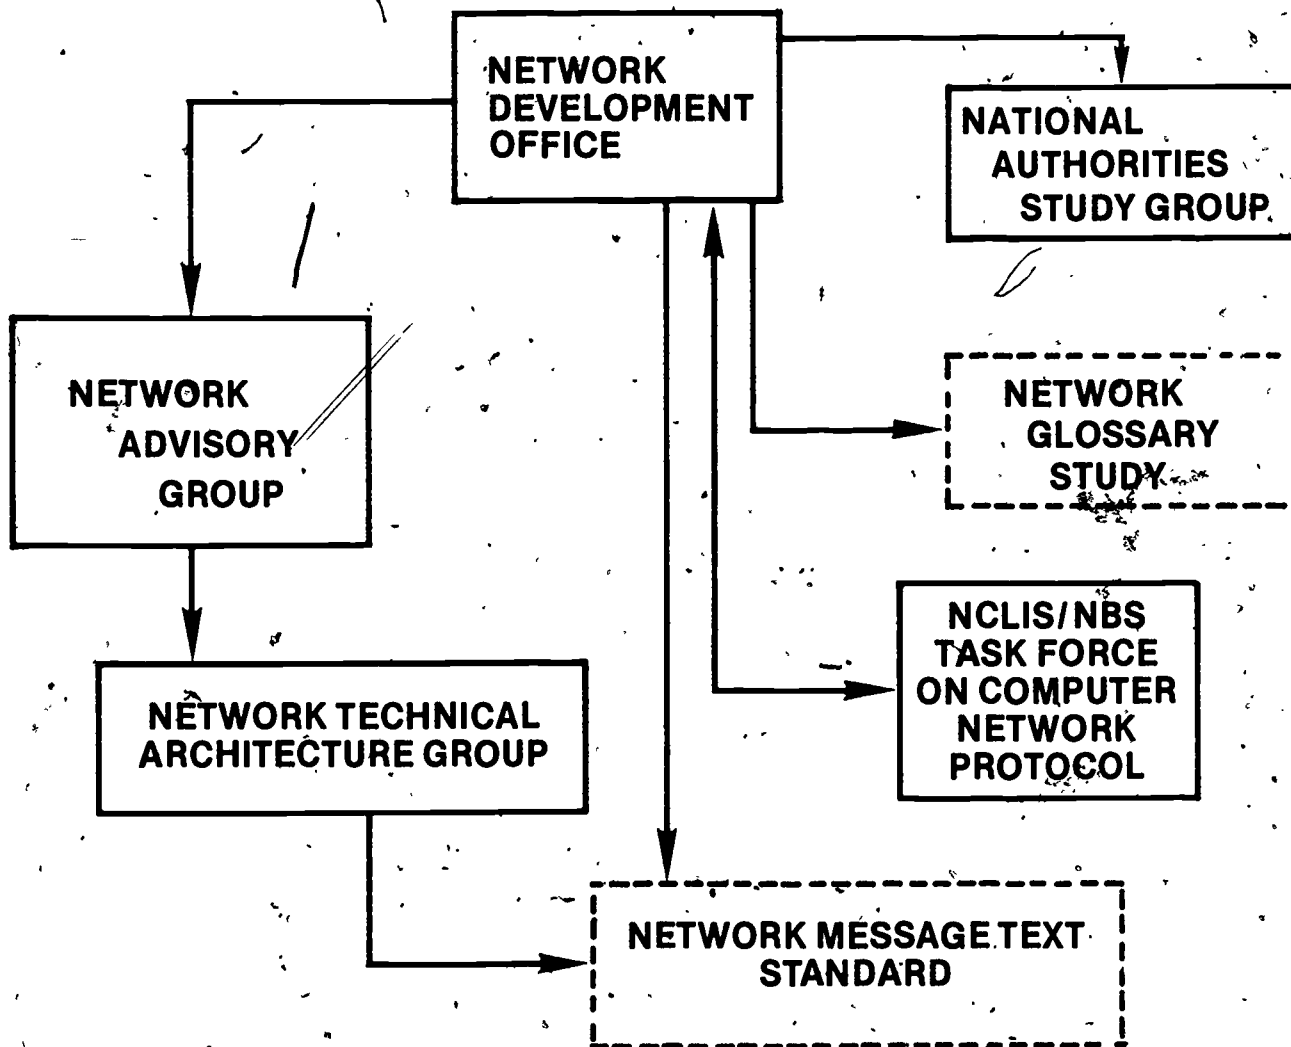 NETWORK
DEVELOPMENT
OFFICE
NATIONAL
AUTHORITIES
STUDY GROUP
NETWORK
ADVISORY
GROUP
NETWORK
GLOSSARY
STUDY
NCLIS/NBS
TASK FORCE
ON COMPUTER
NETWORK
PROTOCOL
NETWORK TECHNICAL
ARCHITECTURE GROUP
NETWORK MESSAGE TEXT
STANDARD